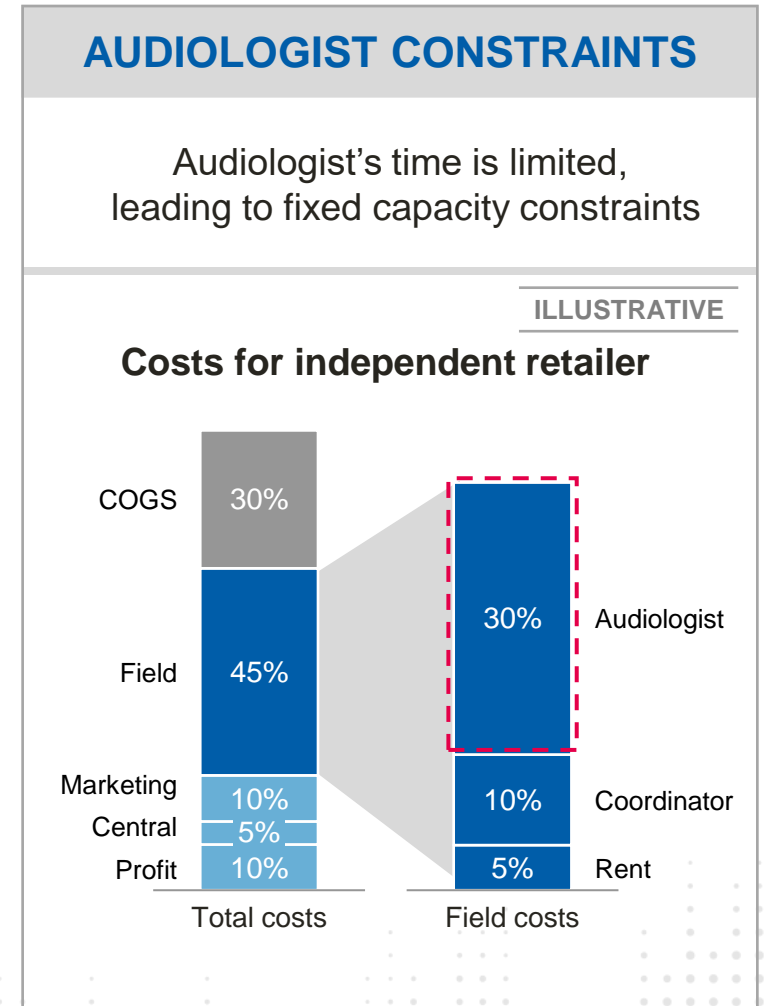 AUDIOLOGIST CONSTRAINTS
Audiologist's time is limited,
leading to fixed capacity constraints
ILLUSTRATIVE
Costs for independent retailer
COGS
30%
Field
45%
Marketing
10%
Central
5%
Profit
10%
Total costs
30%
Audiologist
10%
Coordinator
5%
Rent
Field costs